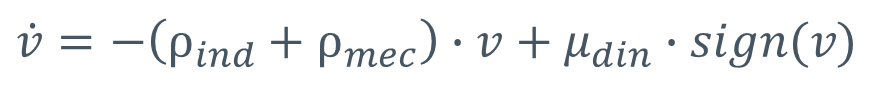 v̇ = −(ρ_ind + ρ_mec) · v + μ_din · sign(v)